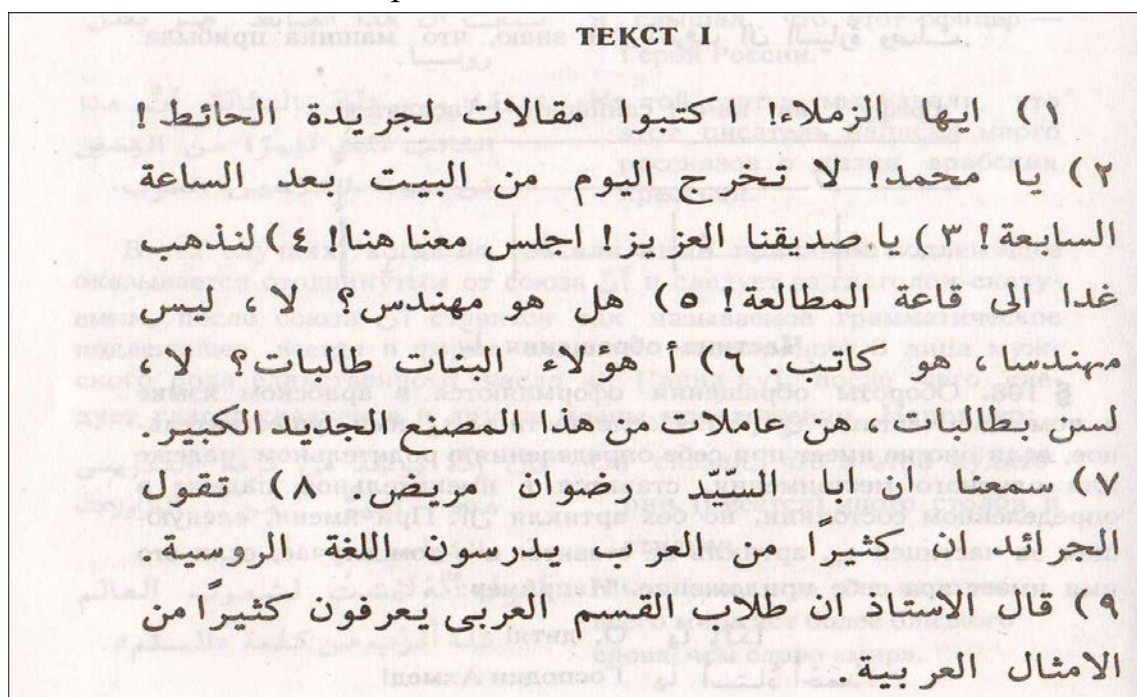 ТЕКСТ I
١) ايها الزملاء! اكتبوا مقالات لجريدة الحائط!
٢) يا محمد! لا تخرج اليوم من البيت بعد الساعة
السابعة! ٣) يا صديقنا العزيز! اجلس معنا هنا! ٤) لنذهب
غدا الى قاعة المطالعة! ٥) هل هو مهندس؟ لا، ليس
مهندسا، هو كاتب. ٦) أ هؤلاء البنات طالبات؟ لا،
لسن بطالبات، هن عاملات من هذا المصنع الجديد الكبير.
٧) سمعنا ان ابا السّيّد رضوان مريضٌ. ٨) تقول
الجرائد ان كثيراً من العرب يدرسون اللغة الروسية.
٩) قال الاستاذ ان طلاب القسم العربى يعرفون كثيراً من
الامثال العربية.